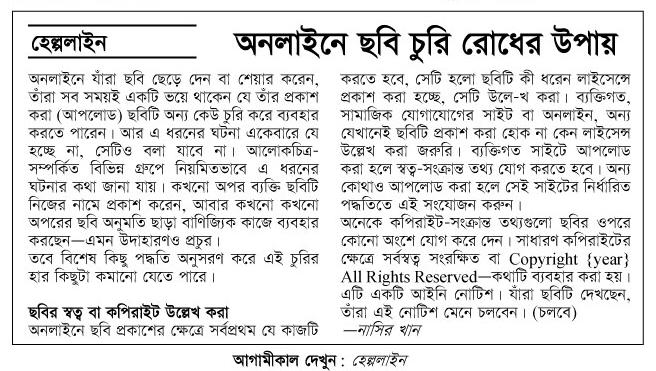 হেল্পলাইন
অনলাইনে ছবি চুরি রোধের উপায়
অনলাইনে যাঁরা ছবি ছেড়ে দেন বা শেয়ার করেন,
তাঁরা সব সময়ই একটি ভয়ে থাকেন যে তাঁর প্রকাশ
করা (আপলোড) ছবিটি অন্য কেউ চুরি করে ব্যবহার
করতে পারেন। আর এ ধরনের ঘটনা একেবারে যে
হচ্ছে না, সেটিও বলা যাবে না। আলোকচিত্র-
সম্পর্কিত বিভিন্ন গ্রুপে নিয়মিতভাবে এ ধরনের
ঘটনার কথা জানা যায়। কখনো অপর ব্যক্তি ছবিটি
নিজের নামে প্রকাশ করেন, আবার কখনো কখনো
অপরের ছবি অনুমতি ছাড়া বাণিজ্যিক কাজে ব্যবহার
করছেন—এমন উদাহারণও প্রচুর।
তবে বিশেষ কিছু পদ্ধতি অনুসরণ করে এই চুরির
হার কিছুটা কমানো যেতে পারে।
ছবির স্বত্ব বা কপিরাইট উল্লেখ করা
অনলাইনে ছবি প্রকাশের ক্ষেত্রে সর্বপ্রথম যে কাজটি
করতে হবে, সেটি হলো ছবিটি কী ধরেন লাইসেন্সে
প্রকাশ করা হচ্ছে, সেটি উলে-খ করা। ব্যক্তিগত,
সামাজিক যোগাযোগের সাইট বা অনলাইন, অন্য
যেখানেই ছবিটি প্রকাশ করা হোক না কেন লাইসেন্স
উল্লেখ করা জরুরি। ব্যক্তিগত সাইটে আপলোড
করা হলে স্বত্ব-সংক্রান্ত তথ্য যোগ করতে হবে। অন্য
কোথাও আপলোড করা হলে সেই সাইটের নির্ধারিত
পদ্ধতিতে এই সংযোজন করুন।
অনেকে কপিরাইট-সংক্রান্ত তথ্যগুলো ছবির ওপরে
কোনো অংশে যোগ করে দেন। সাধারণ কপিরাইটের
ক্ষেত্রে সর্বস্বত্ব সংরক্ষিত বা Copyright {year}
All Rights Reserved—কথাটি ব্যবহার করা হয়।
এটি একটি আইনি নোটিশ। যাঁরা ছবিটি দেখছেন,
তাঁরা এই নোটিশ মেনে চলবেন। (চলবে)
—নাসির খান
আগামীকাল দেখুন : হেল্পলাইন